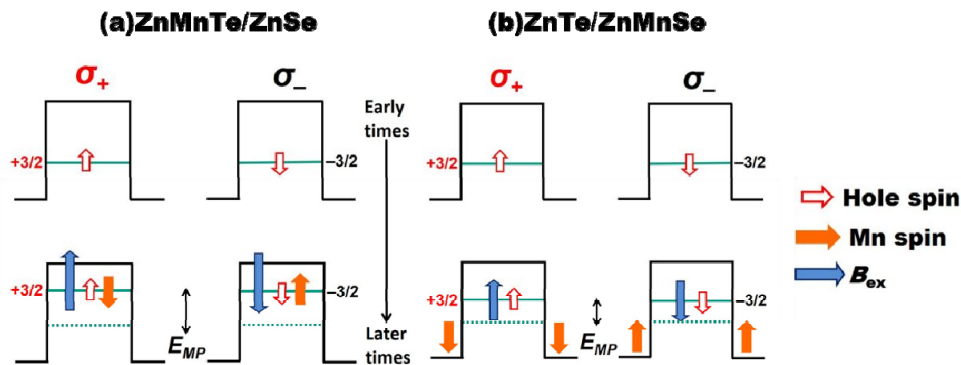 (a)ZnMnTe/ZnSe
(b)ZnTe/ZnMnSe
σ+
σ−
Early times
σ+
σ−
+3/2
−3/2
+3/2
−3/2
Hole spin
Mn spin
Bex
+3/2
−3/2
EMP
Later times
+3/2
−3/2
EMP